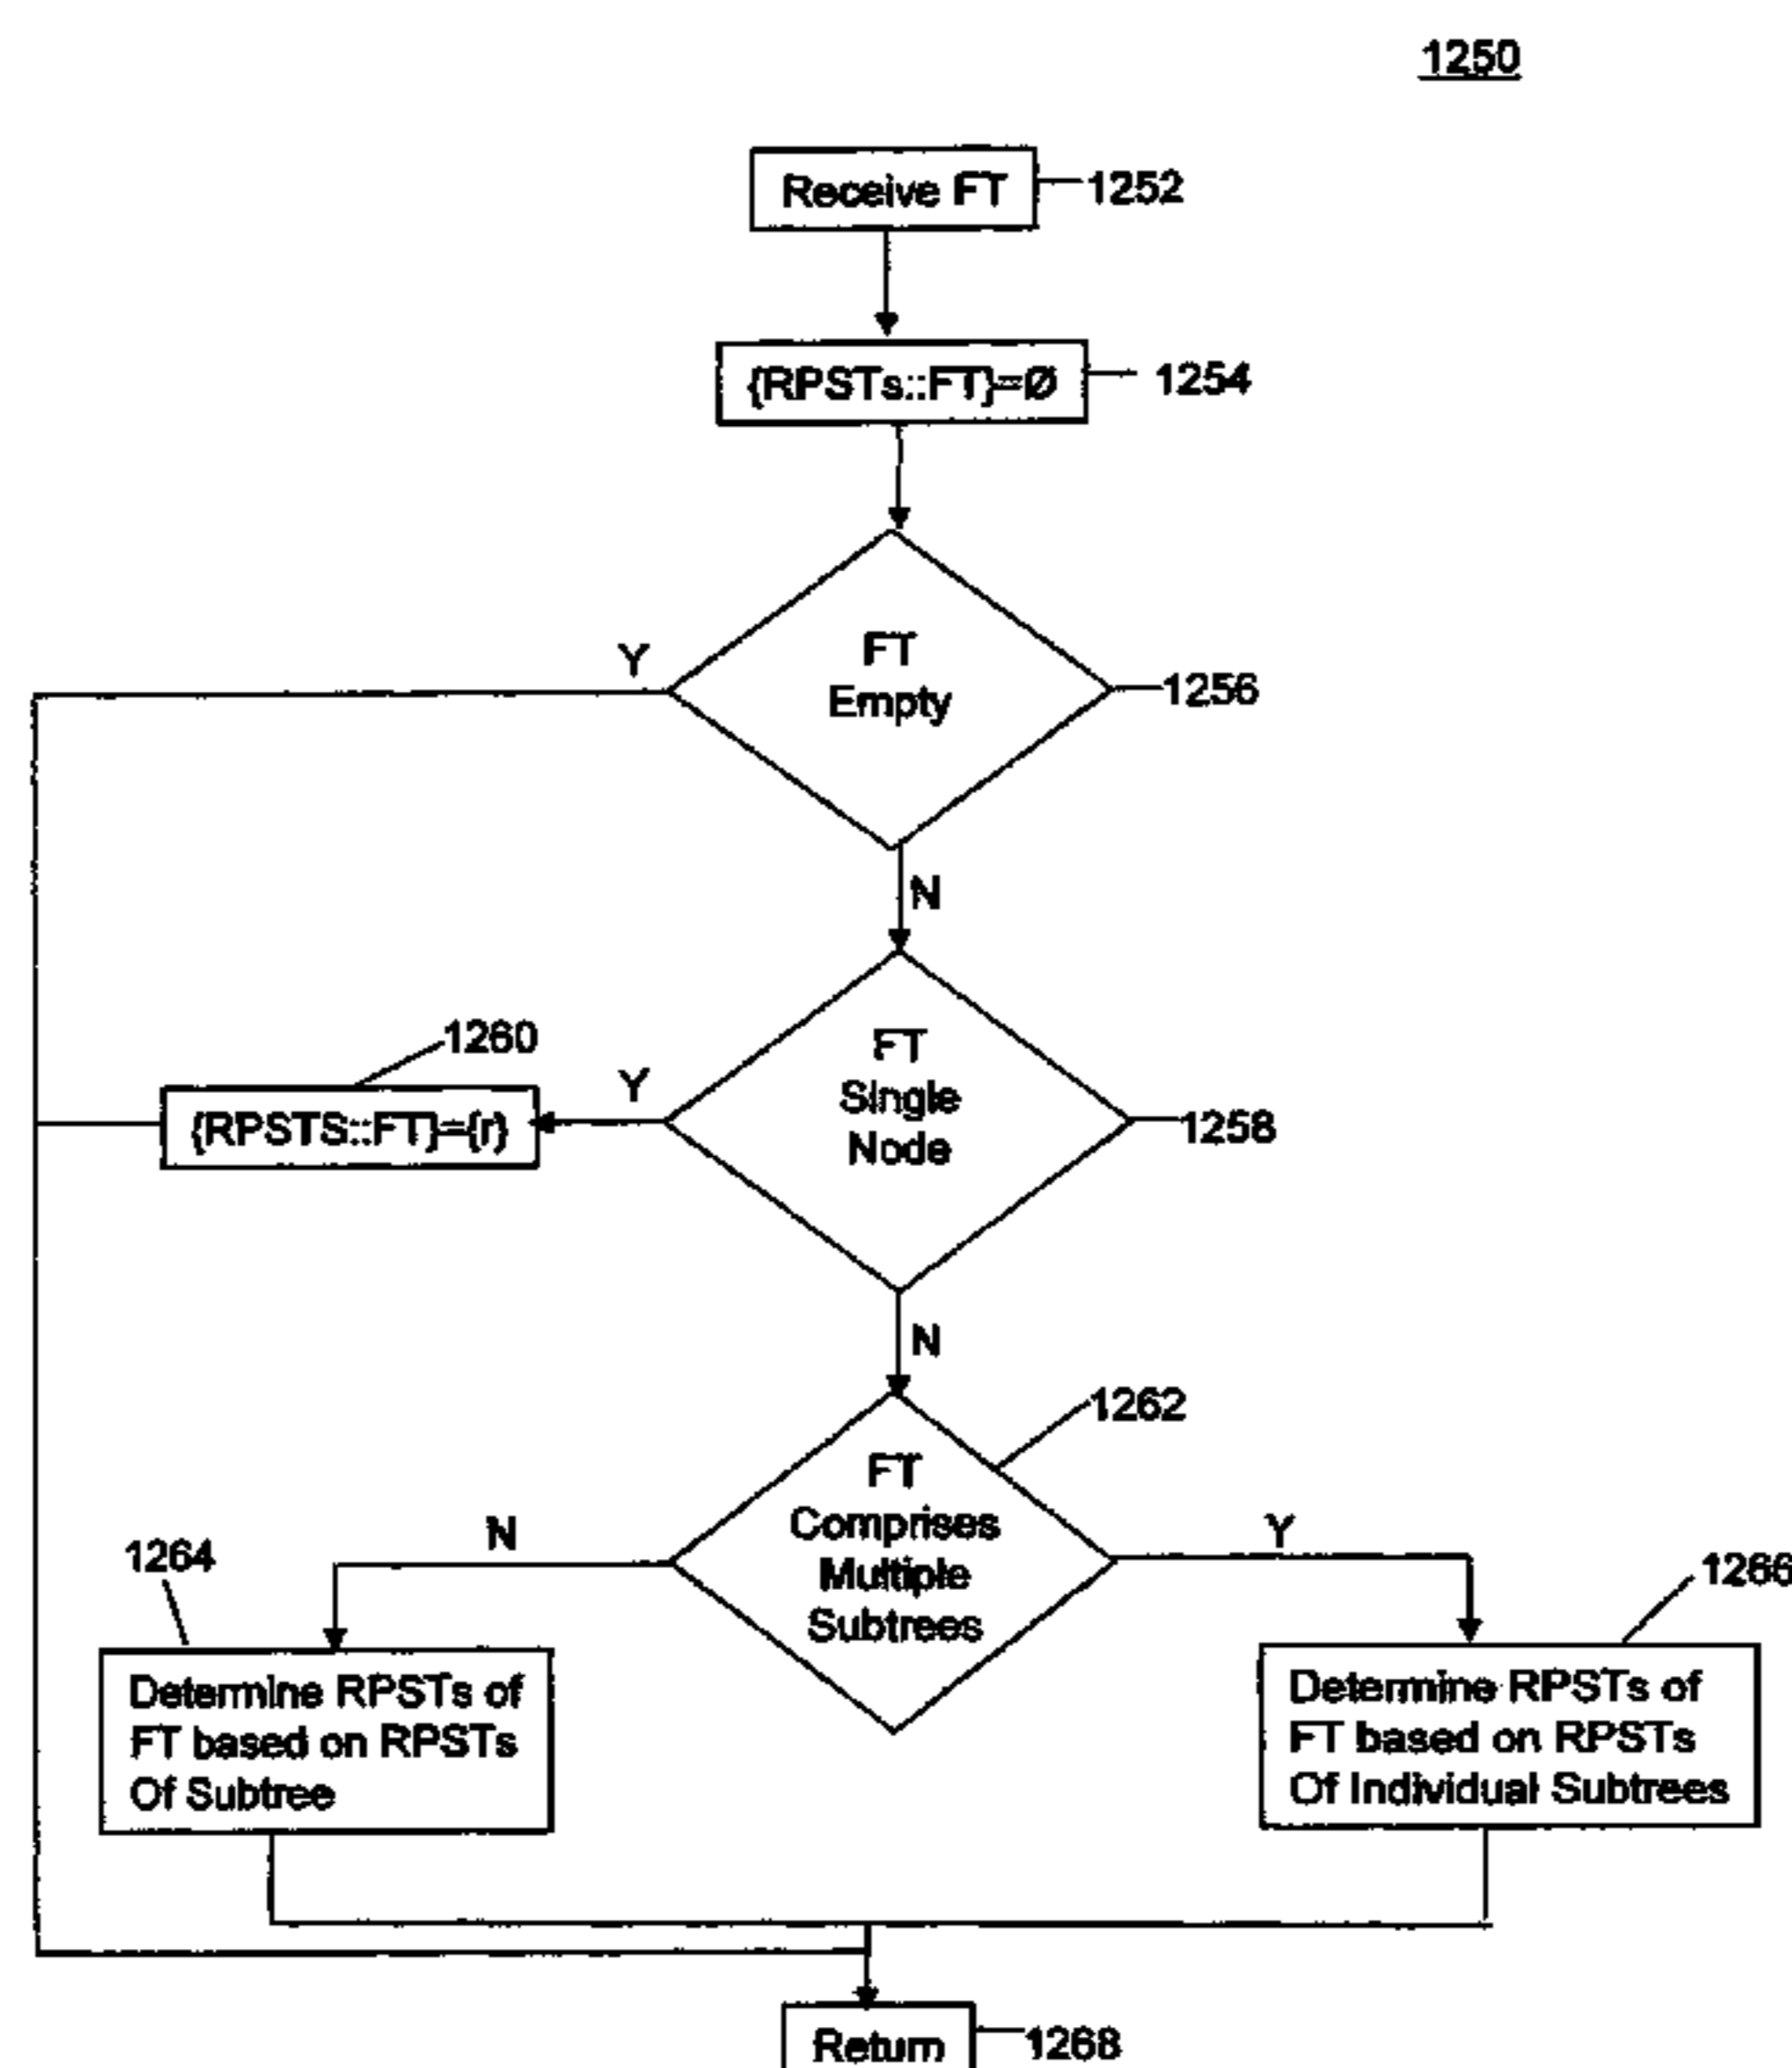 1250
Receive FT
1252
{RPSTs::FT}=Ø
1254
Y
FT
Empty
1256
N
1260
{RPSTS::FT}={r}
Y
FT
Single
Node
1258
N
1262
FT
Comprises
Multiple
Subtrees
N
Y
1264
Determine RPSTs of
FT based on RPSTs
Of Subtree
1266
Determine RPSTs of
FT based on RPSTs
Of Individual Subtrees
Return
1268